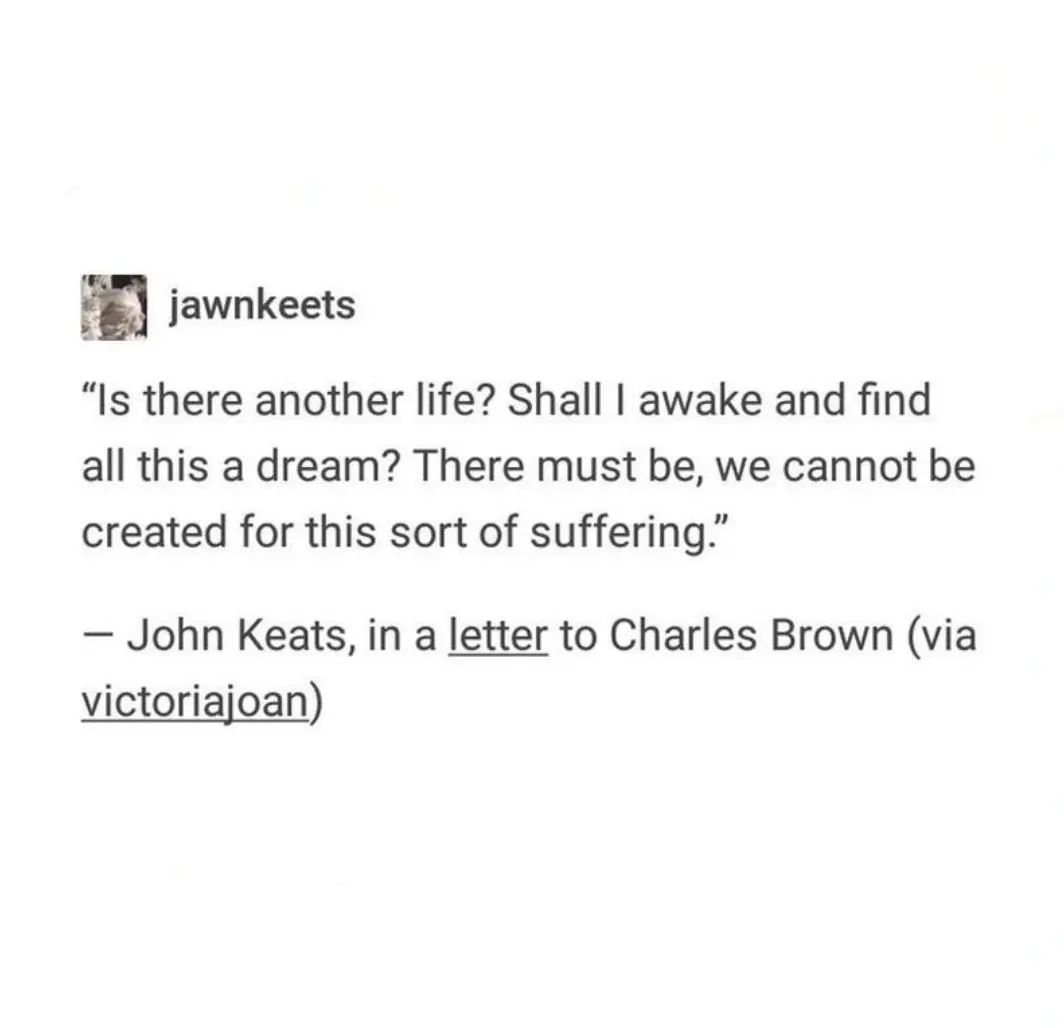 jawnkeets
“Is there another life? Shall I awake and find
all this a dream? There must be, we cannot be
created for this sort of suffering.”
— John Keats, in a letter to Charles Brown (via
victoriajoan)